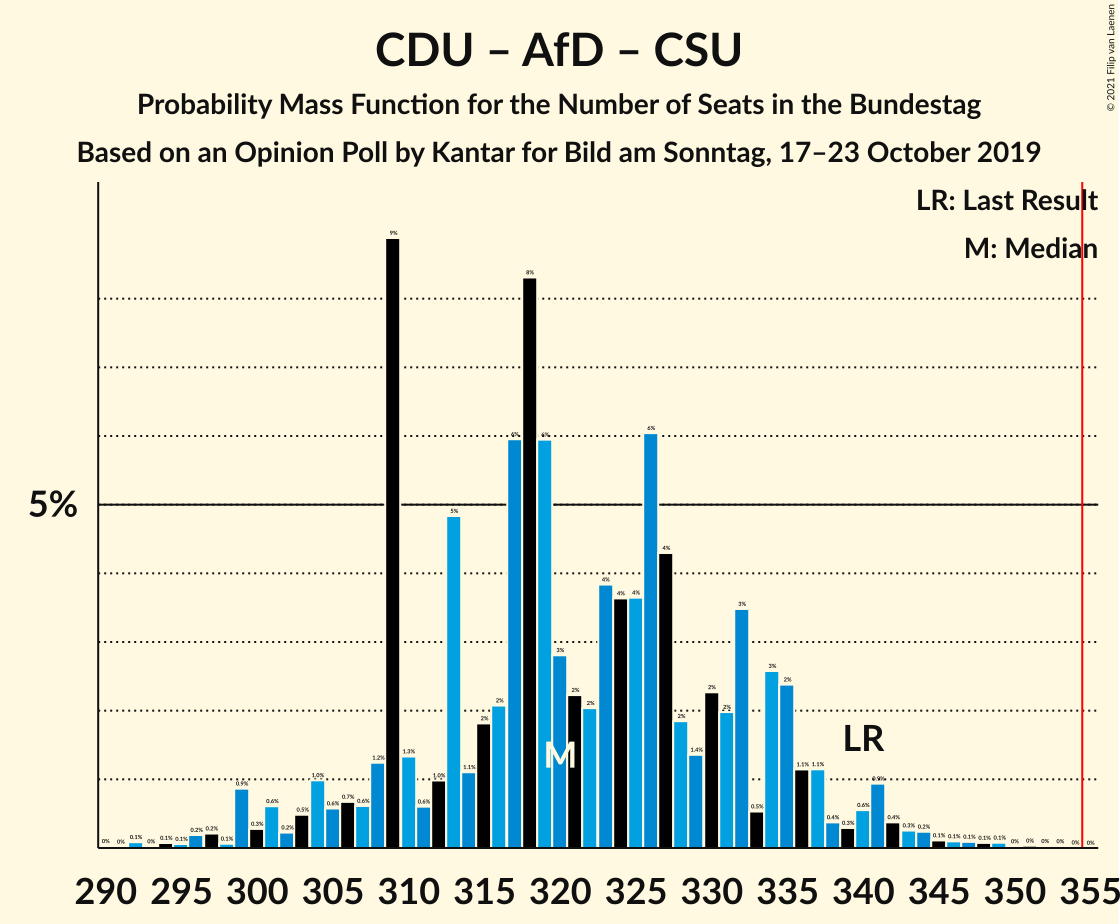 CDU – AfD – CSU
Probability Mass Function for the Number of Seats in the Bundestag
Based on an Opinion Poll by Kantar for Bild am Sonntag, 17–23 October 2019
© 2021 Filip van Laenen
LR: Last Result
M: Median
5%
0% 0% 0.1% 0% 0.1% 0.1% 0.2% 0.2% 0.1% 0.9% 0.3% 0.6% 0.2% 0.5% 1.0% 0.6% 0.7% 0.6% 1.2% 9% 1.3% 0.6% 1.0% 5% 1.1% 2% 2% 6% 8% 6% 3% 2% 2% 4% 4% 4% 6% 4% 2% 1.4% 2% 2% 3% 0.5% 3% 2% 1.1% 1.1% 0.4% 0.3% 0.6% 0.9% 0.4% 0.3% 0.2% 0.1% 0.1% 0.1% 0.1% 0.1% 0% 0% 0% 0% 0% 0%
M
LR
290 295 300 305 310 315 320 325 330 335 340 345 350 355